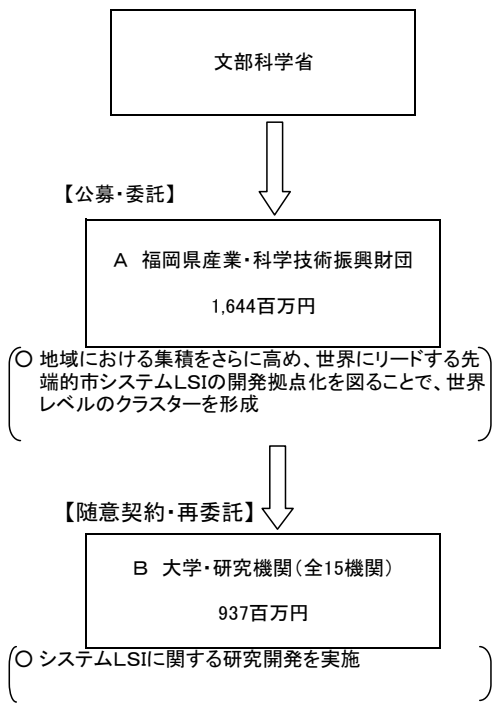 文部科学省
【公募・委託】
A 福岡県産業・科学技術振興財団
1,644百万円
○ 地域における集積をさらに高め、世界にリードする先
端的市システムLSIの開発拠点化を図ることで、世界
レベルのクラスターを形成
【随意契約・再委託】
B 大学・研究機関（全15機関）
937百万円
○ システムLSIに関する研究開発を実施